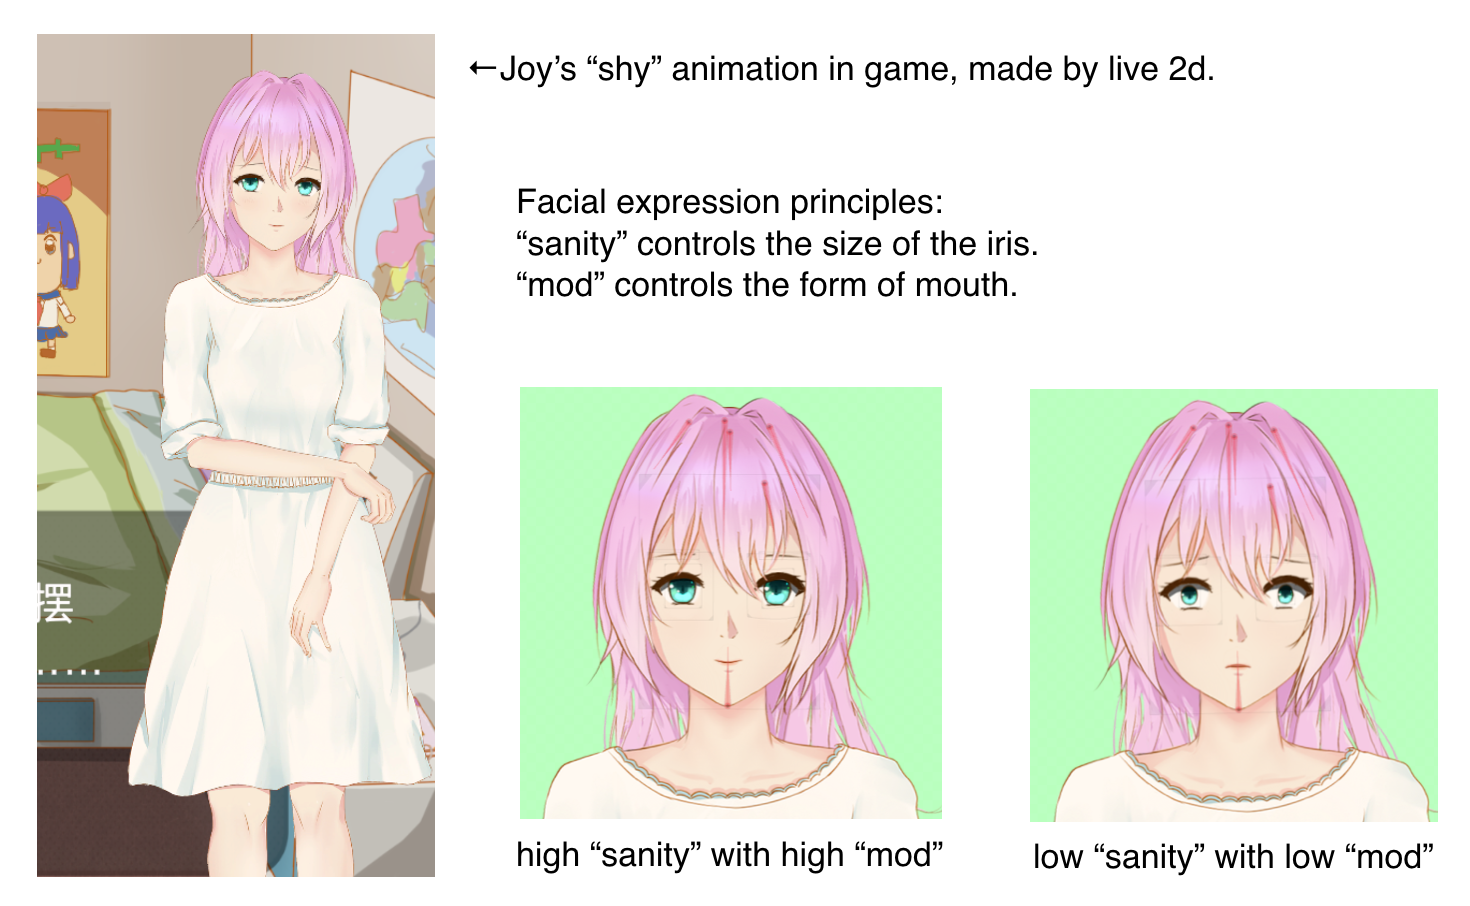 ←Joy’s “shy” animation in game, made by live 2d.
Facial expression principles:
“sanity” controls the size of the iris.
“mod” controls the form of mouth.
摆
......
high “sanity” with high “mod”
low “sanity” with low “mod”